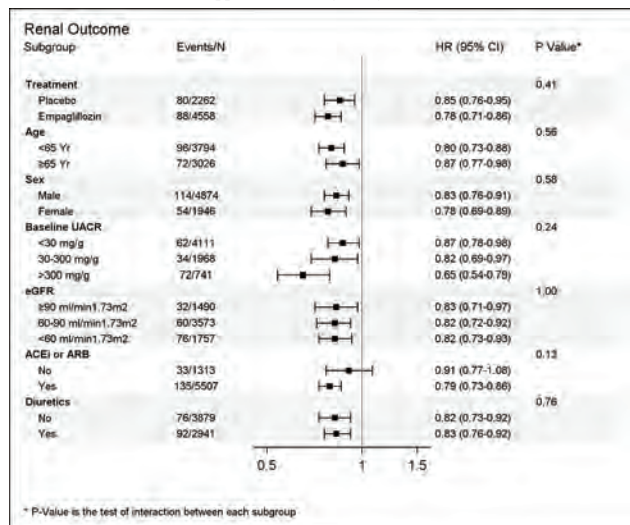 Renal Outcome
Subgroup Events/N HR (95% CI) P Value*
Treatment 0.41
Placebo 80/2262 0.85 (0.76-0.95)
Empagliflozin 88/4558 0.78 (0.71-0.86)
Age 0.56
<65 Yr 96/3794 0.80 (0.73-0.88)
≥65 Yr 72/3026 0.87 (0.77-0.98)
Sex 0.58
Male 114/4874 0.83 (0.76-0.91)
Female 54/1946 0.78 (0.69-0.89)
Baseline UACR 0.24
<30 mg/g 62/4111 0.87 (0.78-0.98)
30-300 mg/g 34/1968 0.82 (0.69-0.97)
>300 mg/g 72/741 0.65 (0.54-0.79)
eGFR 1.00
≥90 ml/min1.73m2 32/1490 0.83 (0.71-0.97)
60-90 ml/min1.73m2 60/3573 0.82 (0.72-0.92)
<60 ml/min1.73m2 76/1757 0.82 (0.73-0.93)
ACEi or ARB 0.13
No 33/1313 0.91 (0.77-1.08)
Yes 135/5507 0.79 (0.73-0.86)
Diuretics 0.76
No 76/3879 0.82 (0.73-0.92)
Yes 92/2941 0.83 (0.76-0.92)
0.5 1 1.5
* P-Value is the test of interaction between each subgroup